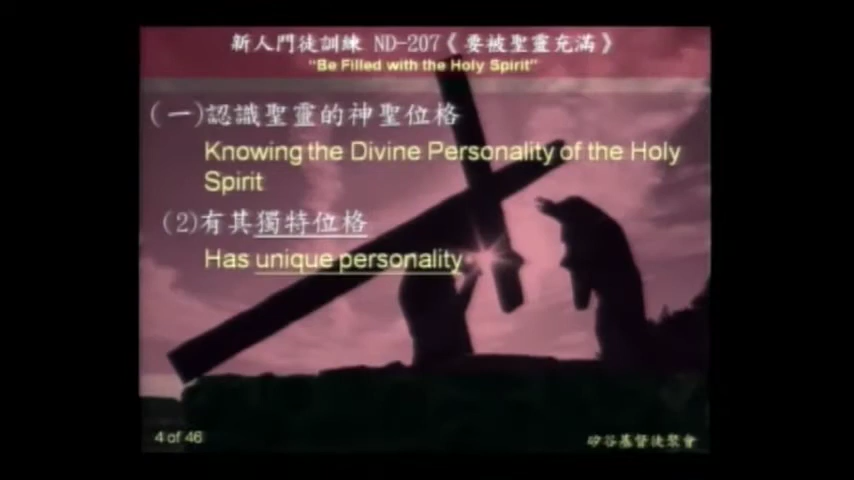 新人門徒訓練 ND-207《要被聖靈充滿》
"Be Filled with the Holy Spirit"
(一)認識聖靈的神聖位格
Knowing the Divine Personality of the Holy
Spirit
(2)有其獨特位格
Has unique personality
4 of 46
矽谷基督徒聚會